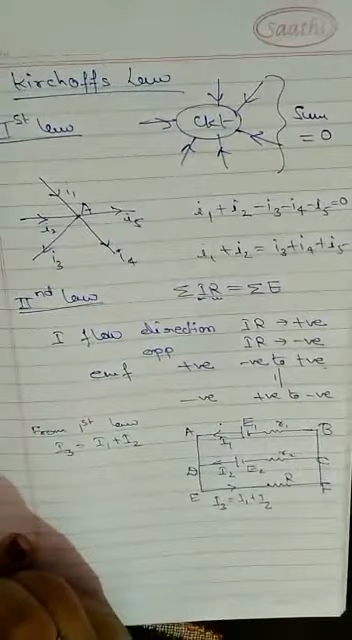 Saathi
Kirchoffs Law
Ist law
Ckt
Sum = 0
i1 A i5
i2
i3 i4
i1 + i2 - i3 - i4 - i5 = 0
i1 + i2 = i3 + i4 + i5
IInd law
ΣIR = ΣE
I flow direction IR → +ve
opp IR → -ve
emf +ve -ve to +ve
||
-ve +ve to -ve
From 1st law
I3 = I1 + I2
A I1 E1 r1 B
D I2 E2 r2 C
E R F
I3 = I1 + I2